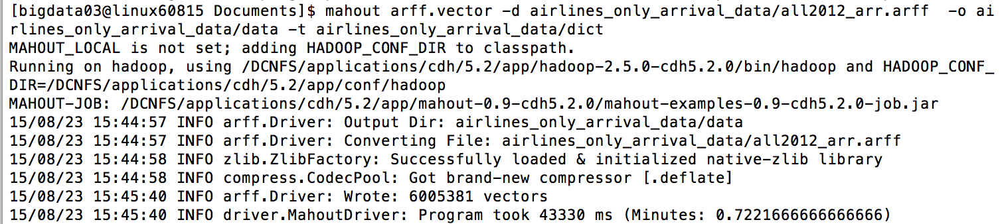 [bigdata03@linux60815 Documents]$ mahout arff.vector -d airlines_only_arrival_data/all2012_arr.arff  -o ai
rlines_only_arrival_data/data -t airlines_only_arrival_data/dict
MAHOUT_LOCAL is not set; adding HADOOP_CONF_DIR to classpath.
Running on hadoop, using /DCNFS/applications/cdh/5.2/app/hadoop-2.5.0-cdh5.2.0/bin/hadoop and HADOOP_CONF_
DIR=/DCNFS/applications/cdh/5.2/app/conf/hadoop
MAHOUT-JOB: /DCNFS/applications/cdh/5.2/app/mahout-0.9-cdh5.2.0/mahout-examples-0.9-cdh5.2.0-job.jar
15/08/23 15:44:57 INFO arff.Driver: Output Dir: airlines_only_arrival_data/data
15/08/23 15:44:57 INFO arff.Driver: Converting File: airlines_only_arrival_data/all2012_arr.arff
15/08/23 15:44:58 INFO zlib.ZlibFactory: Successfully loaded & initialized native-zlib library
15/08/23 15:44:58 INFO compress.CodecPool: Got brand-new compressor [.deflate]
15/08/23 15:45:40 INFO arff.Driver: Wrote: 6005381 vectors
15/08/23 15:45:40 INFO driver.MahoutDriver: Program took 43330 ms (Minutes: 0.7221666666666666)